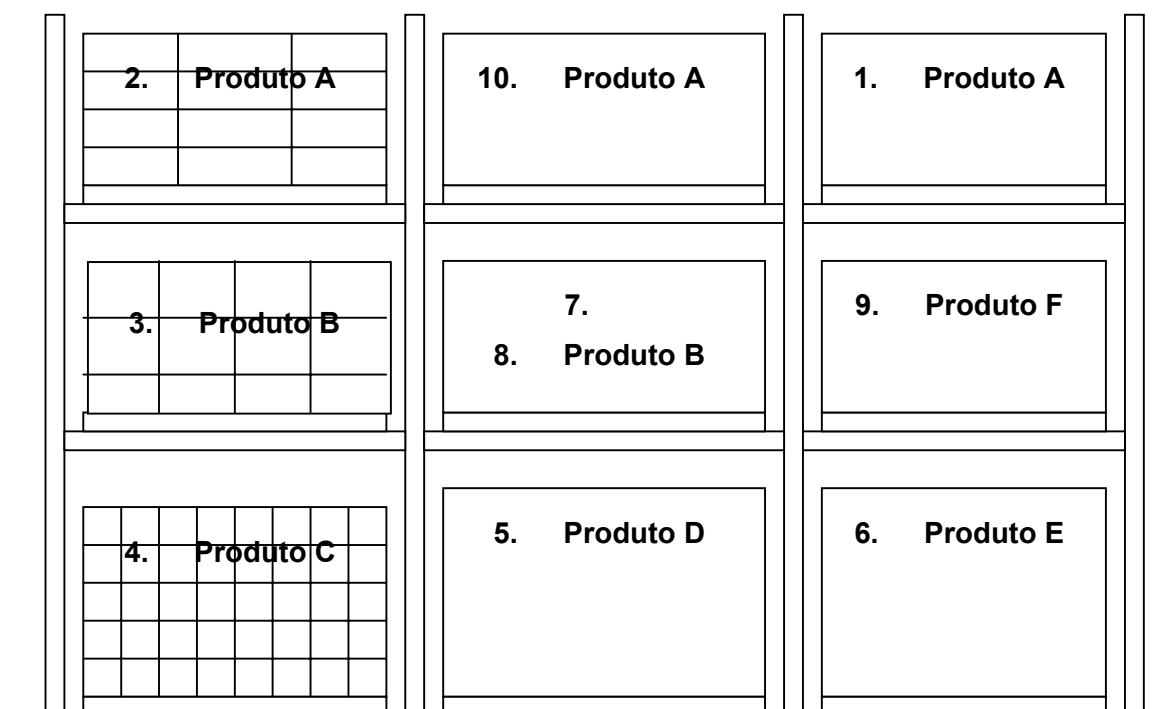 2. Produto A
10. Produto A
1. Produto A
3. Produto B
7.
8. Produto B
9. Produto F
4. Produto C
5. Produto D
6. Produto E